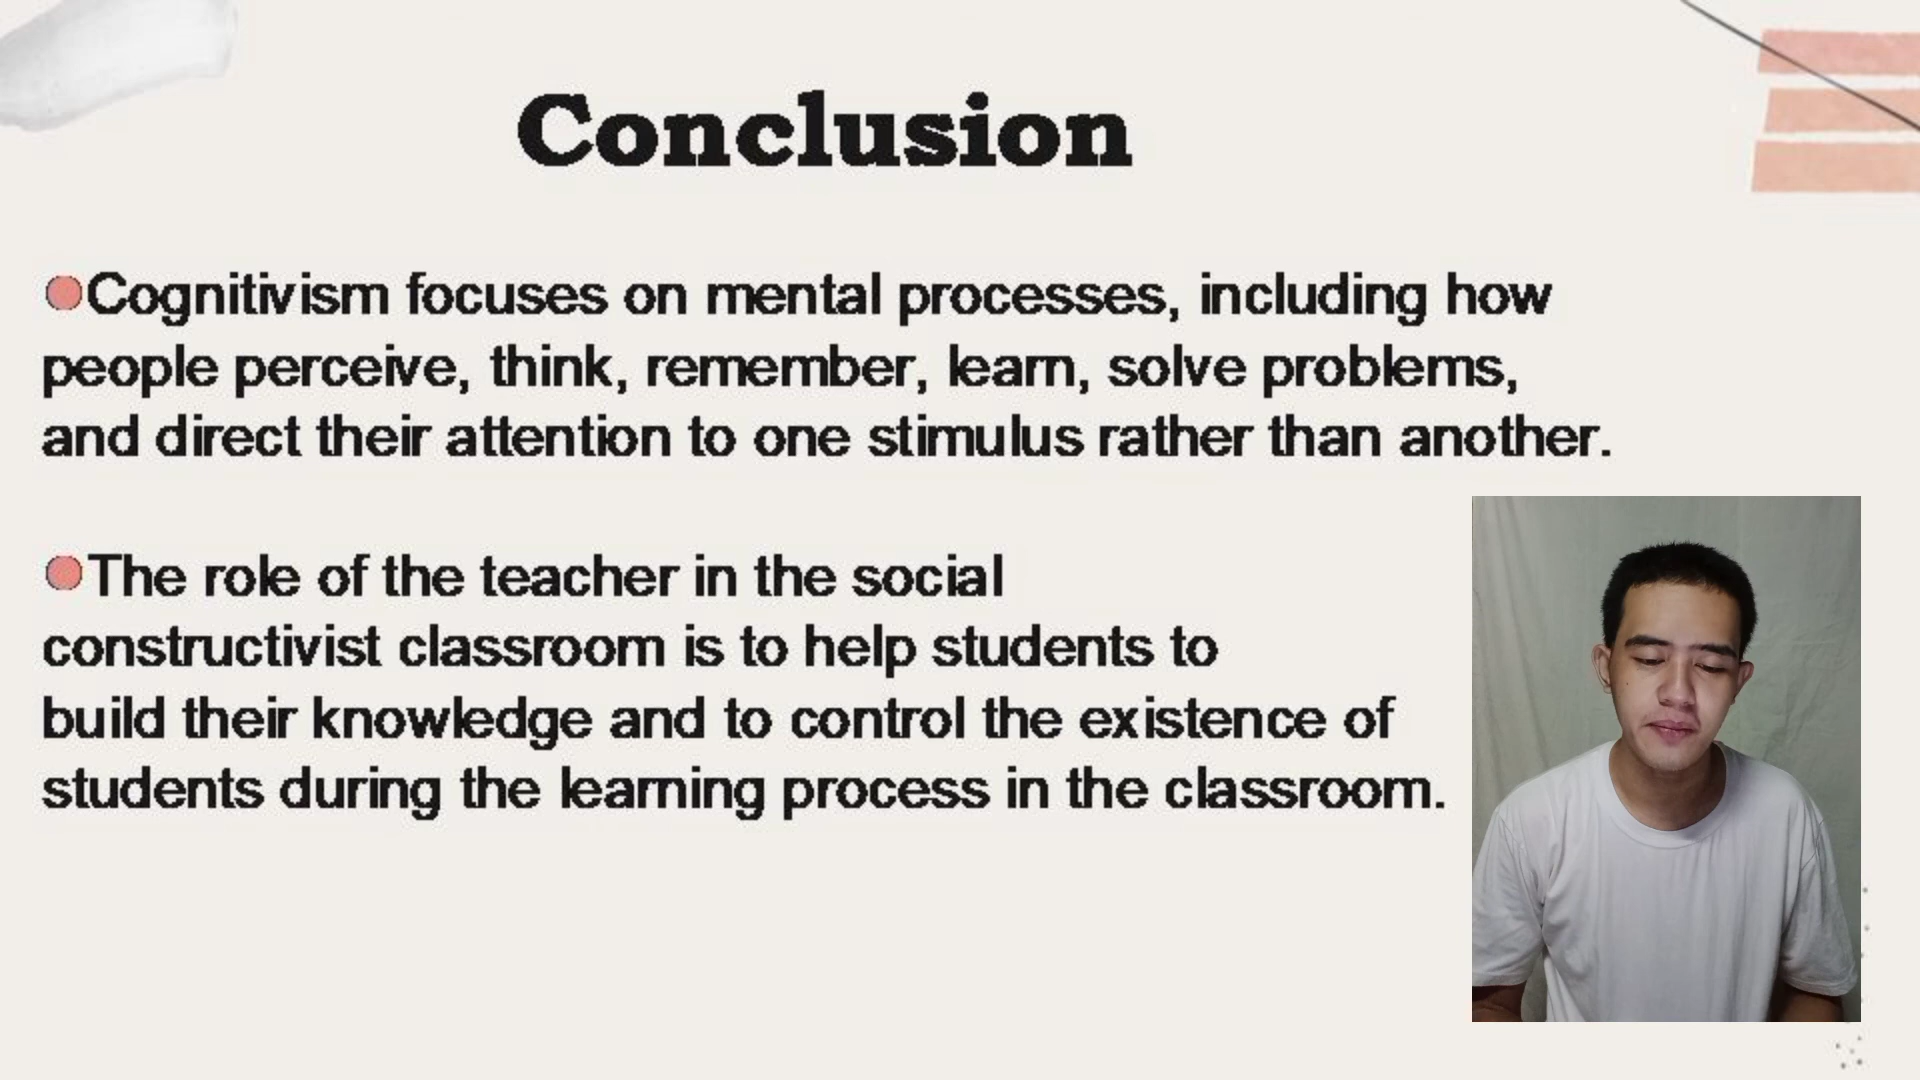 Conclusion
Cognitivism focuses on mental processes, including how
people perceive, think, remember, learn, solve problems,
and direct their attention to one stimulus rather than another.
The role of the teacher in the social
constructivist classroom is to help students to
build their knowledge and to control the existence of
students during the learning process in the classroom.